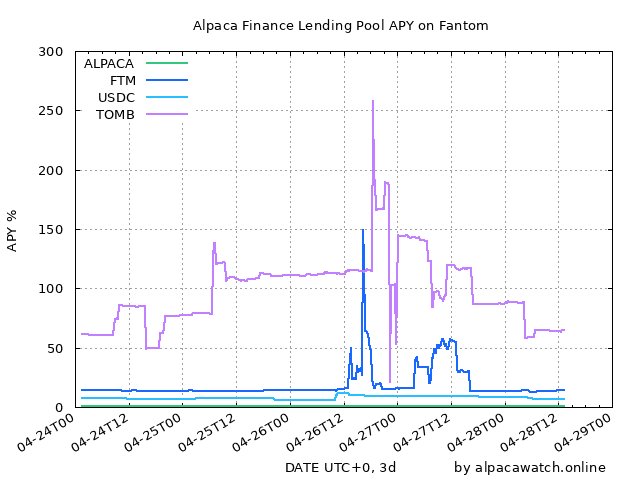 Alpaca Finance Lending Pool APY on Fantom
APY %
300
250
200
150
100
50
0
ALPACA
FTM
USDC
TOMB
04-24T00
04-24T12
04-25T00
04-25T12
04-26T00
04-26T12
04-27T00
04-27T12
04-28T00
04-28T12
04-29T00
DATE UTC+0, 3d
by alpacawatch.online